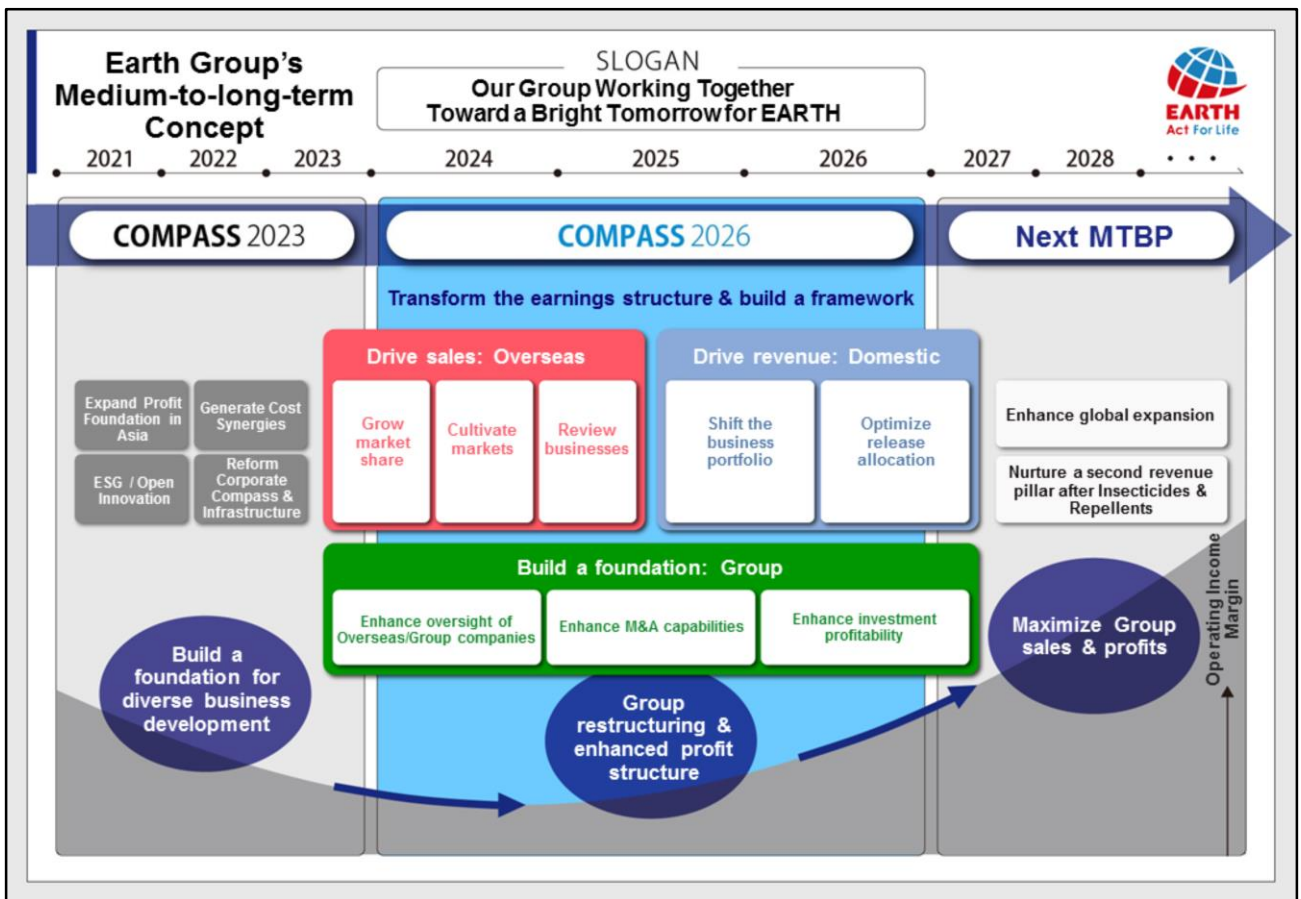 Earth Group's
Medium-to-long-term
Concept
SLOGAN
Our Group Working Together
Toward a Bright Tomorrow for EARTH
EARTH
Act For Life
2021 2022 2023 2024 2025 2026 2027 2028 • • •
COMPASS 2023
COMPASS 2026
Next MTBP
Transform the earnings structure & build a framework
Expand Profit
Foundation in
Asia
Generate Cost
Synergies
ESG / Open
Innovation
Reform
Corporate
Compass &
Infrastructure
Drive sales: Overseas
Grow
market
share
Cultivate
markets
Review
businesses
Drive revenue: Domestic
Shift the
business
portfolio
Optimize
release
allocation
Enhance global expansion
Nurture a second revenue
pillar after Insecticides &
Repellents
Build a foundation: Group
Enhance oversight of
Overseas/Group companies
Enhance M&A capabilities
Enhance investment
profitability
Build a
foundation for
diverse business
development
Group
restructuring &
enhanced profit
structure
Maximize Group
sales & profits
Operating Income
Margin